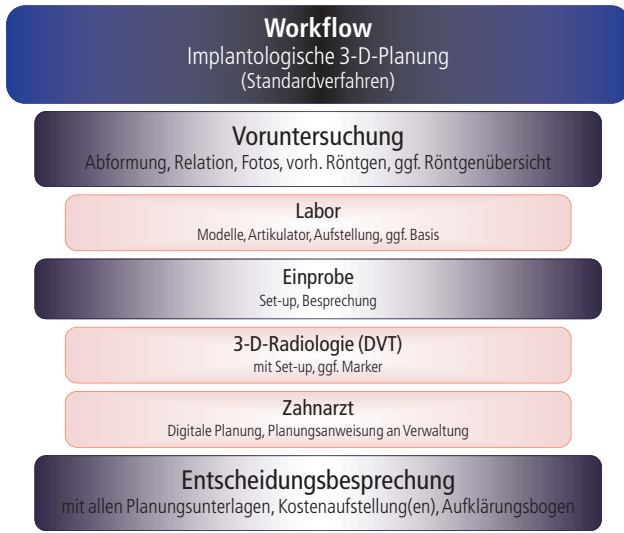 Workflow
Implantologische 3-D-Planung
(Standardverfahren)
Voruntersuchung
Abformung, Relation, Fotos, vorh. Röntgen, ggf. Röntgenübersicht
Labor
Modelle, Artikulator, Aufstellung, ggf. Basis
Einprobe
Set-up, Besprechung
3-D-Radiologie (DVT)
mit Set-up, ggf. Marker
Zahnarzt
Digitale Planung, Planungsanweisung an Verwaltung
Entscheidungsbesprechung
mit allen Planungsunterlagen, Kostenaufstellung(en), Aufklärungsbogen